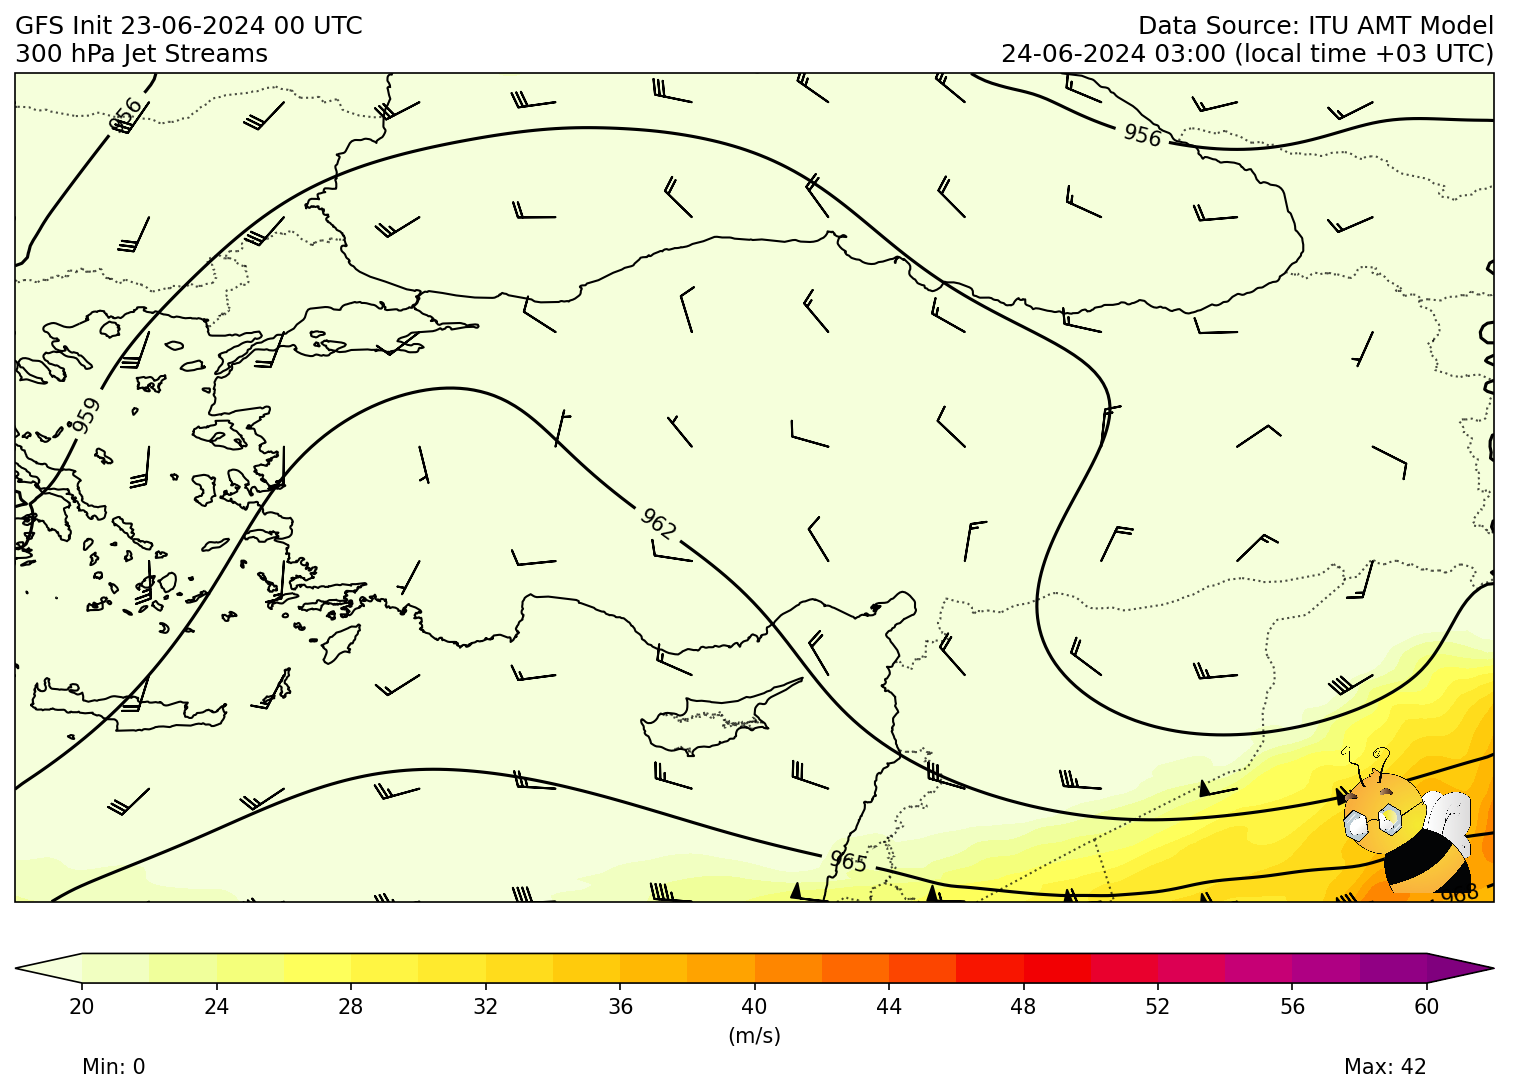 GFS Init 23-06-2024 00 UTC
300 hPa Jet Streams
Data Source: ITU AMT Model
24-06-2024 03:00 (local time +03 UTC)
956
956
959
962
965
968
20 24 28 32 36 40 44 48 52 56 60
(m/s)
Min: 0
Max: 42